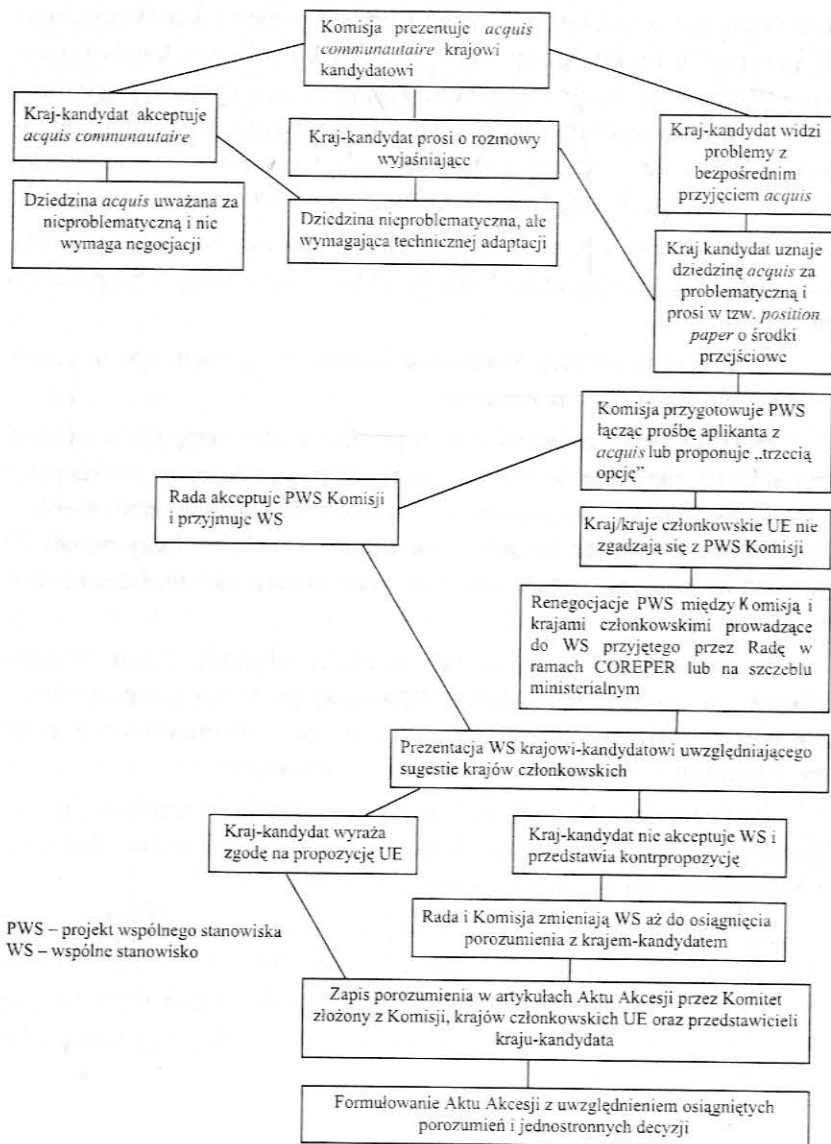 Komisja prezentuje acquis
communautaire krajowi
kandydatowi
Kraj-kandydat akceptuje
acquis communautaire
Kraj-kandydat prosi o rozmowy
wyjaśniające
Kraj-kandydat widzi
problemy z
bezpośrednim
przyjęciem acquis
Dziedzina acquis uważana za
nieproblematyczną i nie
wymaga negocjacji
Dziedzina nieproblematyczna, ale
wymagająca technicznej adaptacji
Kraj kandydat uznaje
dziedzinę acquis za
problematyczną i
prosi w tzw. position
paper o środki
przejściowe
Komisja przygotowuje PWS
łącząc prośbę aplikanta z
acquis lub proponuje „trzecią
opcję”
Rada akceptuje PWS Komisji
i przyjmuje WS
Kraj/kraje członkowskie UE nie
zgadzają się z PWS Komisji
Renegocjacje PWS między Komisją i
krajami członkowskimi prowadzące
do WS przyjętego przez Radę w
ramach COREPER lub na szczeblu
ministerialnym
Prezentacja WS krajowi-kandydatowi uwzględniającego
sugestie krajów członkowskich
Kraj-kandydat wyraża
zgodę na propozycję UE
Kraj-kandydat nie akceptuje WS i
przedstawia kontrpropozycję
Rada i Komisja zmieniają WS aż do osiągnięcia
porozumienia z krajem-kandydatem
PWS – projekt wspólnego stanowiska
WS – wspólne stanowisko
Zapis porozumienia w artykułach Aktu Akcesji przez Komitet
złożony z Komisji, krajów członkowskich UE oraz przedstawicieli
kraju-kandydata
Formułowanie Aktu Akcesji z uwzględnieniem osiągniętych
porozumień i jednostronnych decyzji